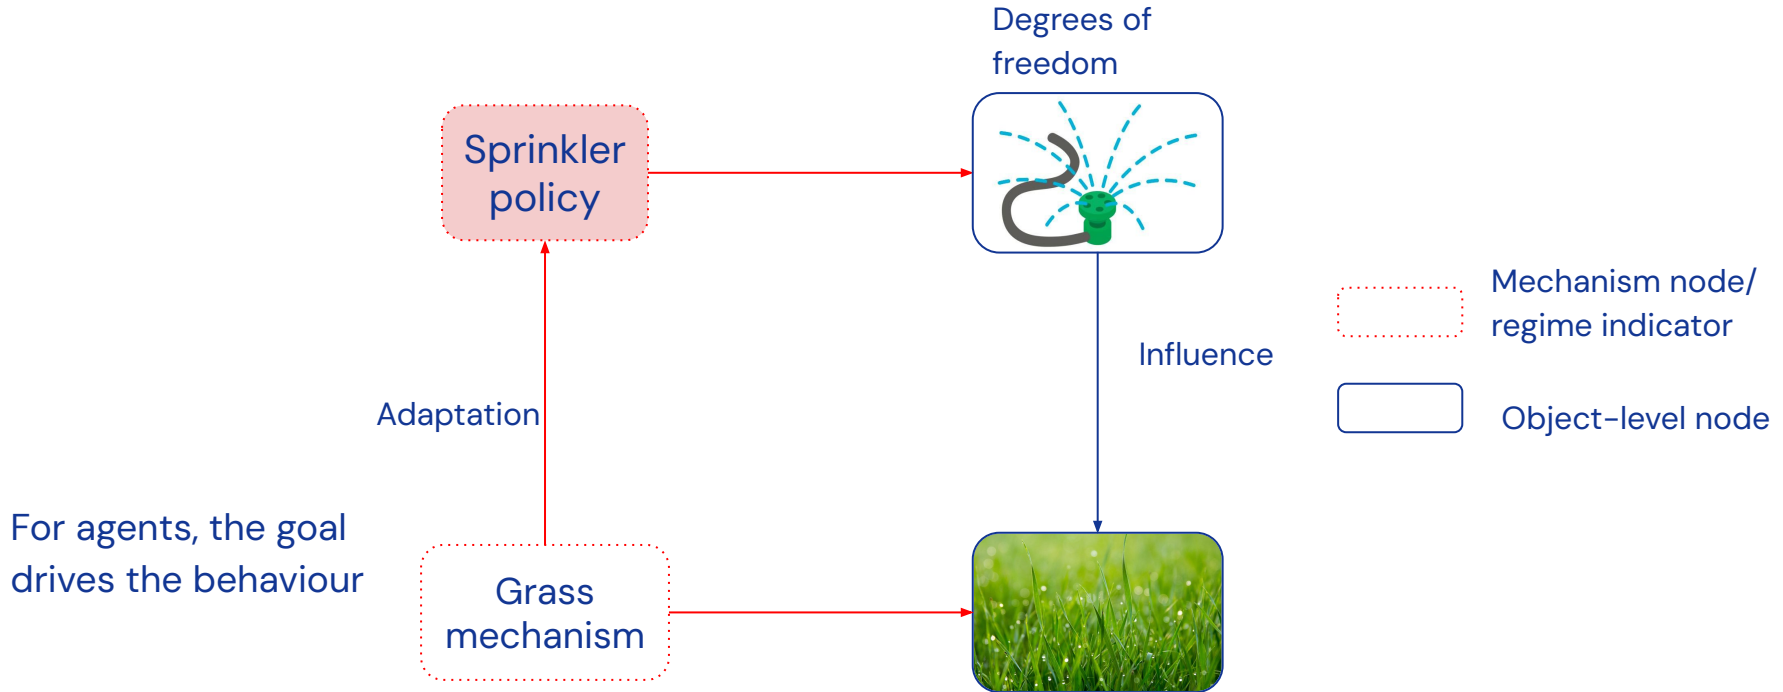 Degrees of
freedom
Sprinkler
policy
Mechanism node/
regime indicator
Influence
Adaptation
Object-level node
For agents, the goal
drives the behaviour
Grass
mechanism